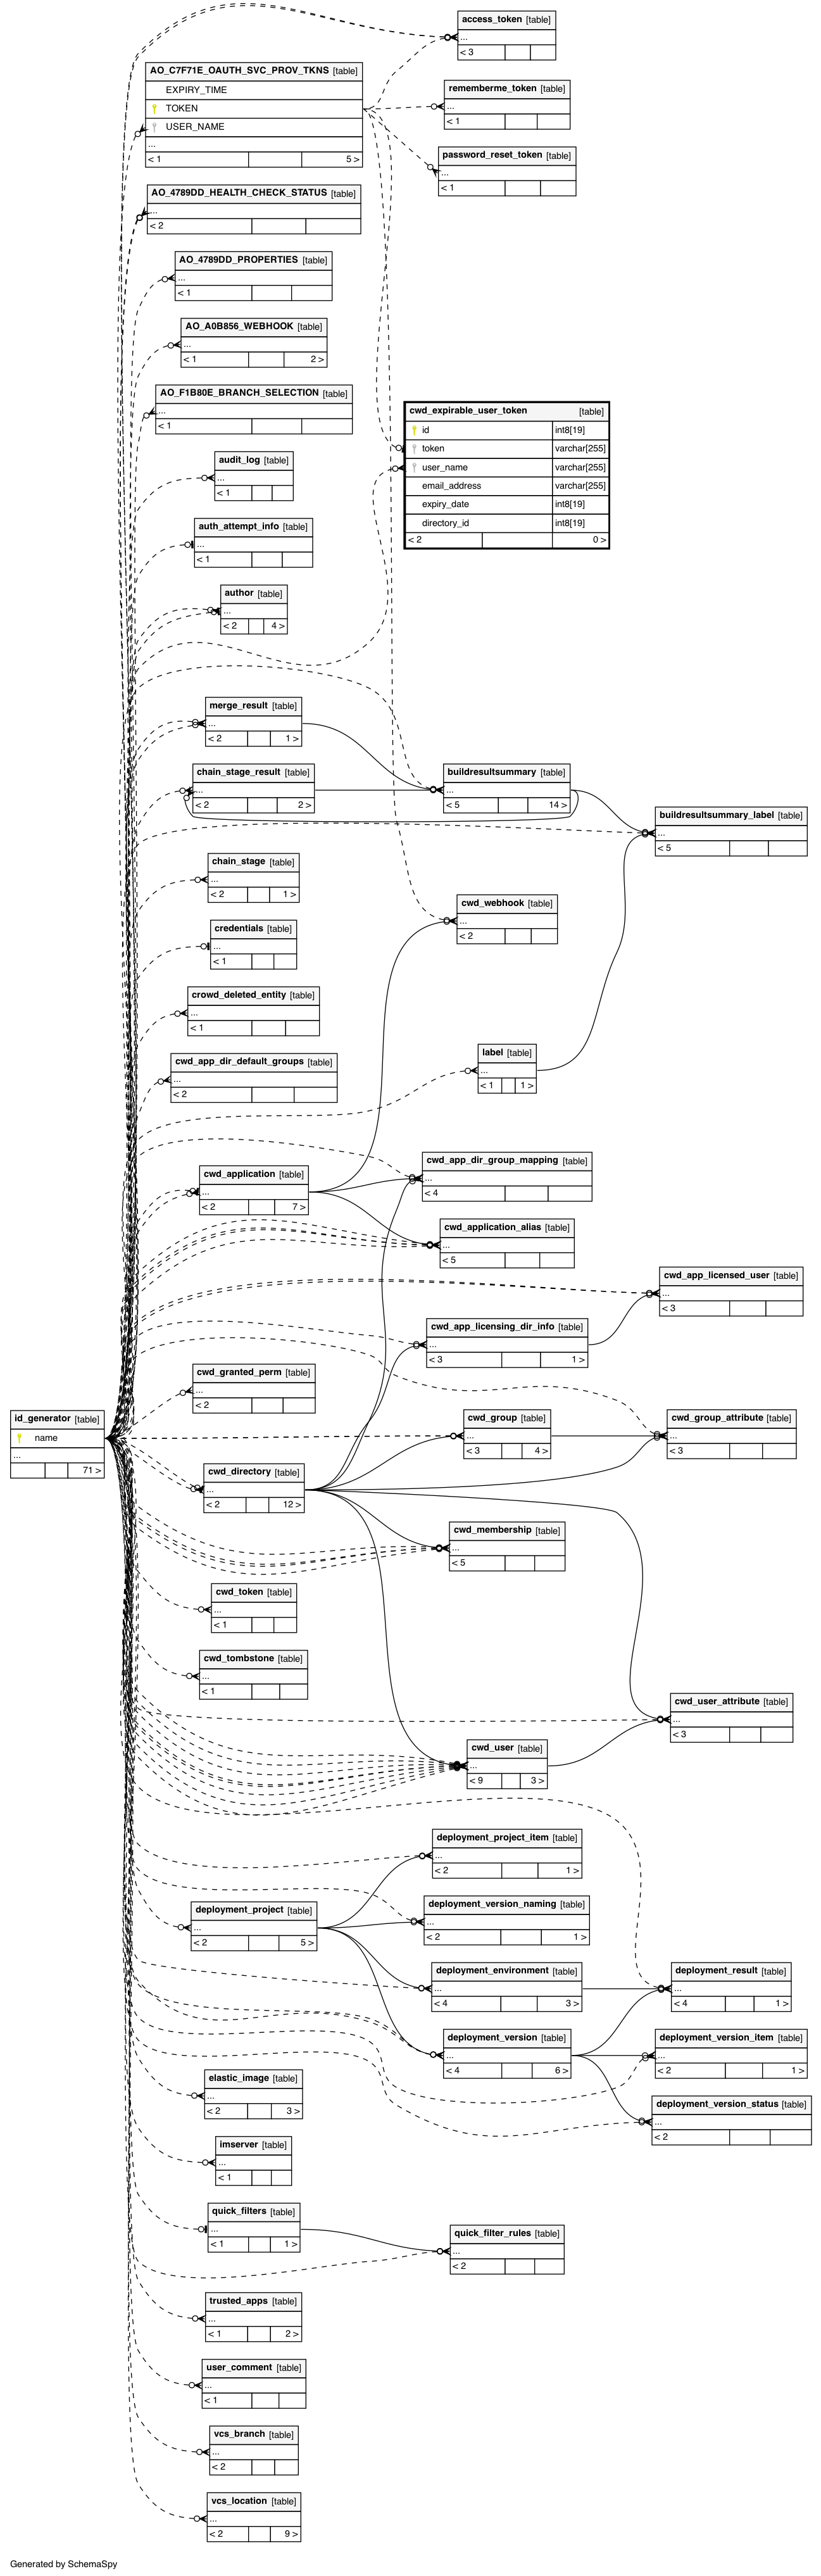 access_token [table]
...
< 3
AO_C7F71E_OAUTH_SVC_PROV_TKNS [table]
EXPIRY_TIME
TOKEN
USER_NAME
...
< 1 5 >
rememberme_token [table]
...
< 1
password_reset_token [table]
...
< 1
AO_4789DD_HEALTH_CHECK_STATUS [table]
...
< 2
AO_4789DD_PROPERTIES [table]
...
< 1
AO_A0B856_WEBHOOK [table]
...
< 1 2 >
AO_F1B80E_BRANCH_SELECTION [table]
...
< 1
cwd_expirable_user_token [table]
id int8[19]
token varchar[255]
user_name varchar[255]
email_address varchar[255]
expiry_date int8[19]
directory_id int8[19]
< 2 0 >
audit_log [table]
...
< 1
auth_attempt_info [table]
...
< 1
author [table]
...
< 2 4 >
merge_result [table]
...
< 2 1 >
chain_stage_result [table]
...
< 2 2 >
buildresultsummary [table]
...
< 5 14 >
buildresultsummary_label [table]
...
< 5
chain_stage [table]
...
< 2 1 >
cwd_webhook [table]
...
< 2
credentials [table]
...
< 1
crowd_deleted_entity [table]
...
< 1
label [table]
...
< 1 1 >
cwd_app_dir_default_groups [table]
...
< 2
cwd_app_dir_group_mapping [table]
...
< 4
cwd_application [table]
...
< 2 7 >
cwd_application_alias [table]
...
< 5
cwd_app_licensed_user [table]
...
< 3
cwd_app_licensing_dir_info [table]
...
< 3 1 >
cwd_granted_perm [table]
...
< 2
id_generator [table]
name
...
71 >
cwd_group [table]
...
< 3 4 >
cwd_group_attribute [table]
...
< 3
cwd_directory [table]
...
< 2 12 >
cwd_membership [table]
...
< 5
cwd_token [table]
...
< 1
cwd_tombstone [table]
...
< 1
cwd_user_attribute [table]
...
< 3
cwd_user [table]
...
< 9 3 >
deployment_project_item [table]
...
< 2 1 >
deployment_project [table]
...
< 2 5 >
deployment_version_naming [table]
...
< 2 1 >
deployment_environment [table]
...
< 4 3 >
deployment_result [table]
...
< 4 1 >
deployment_version [table]
...
< 4 6 >
deployment_version_item [table]
...
< 2 1 >
elastic_image [table]
...
< 2 3 >
deployment_version_status [table]
...
< 2
imserver [table]
...
< 1
quick_filters [table]
...
< 1 1 >
quick_filter_rules [table]
...
< 2
trusted_apps [table]
...
< 1 2 >
user_comment [table]
...
< 1
vcs_branch [table]
...
< 2
vcs_location [table]
...
< 2 9 >
Generated by SchemaSpy